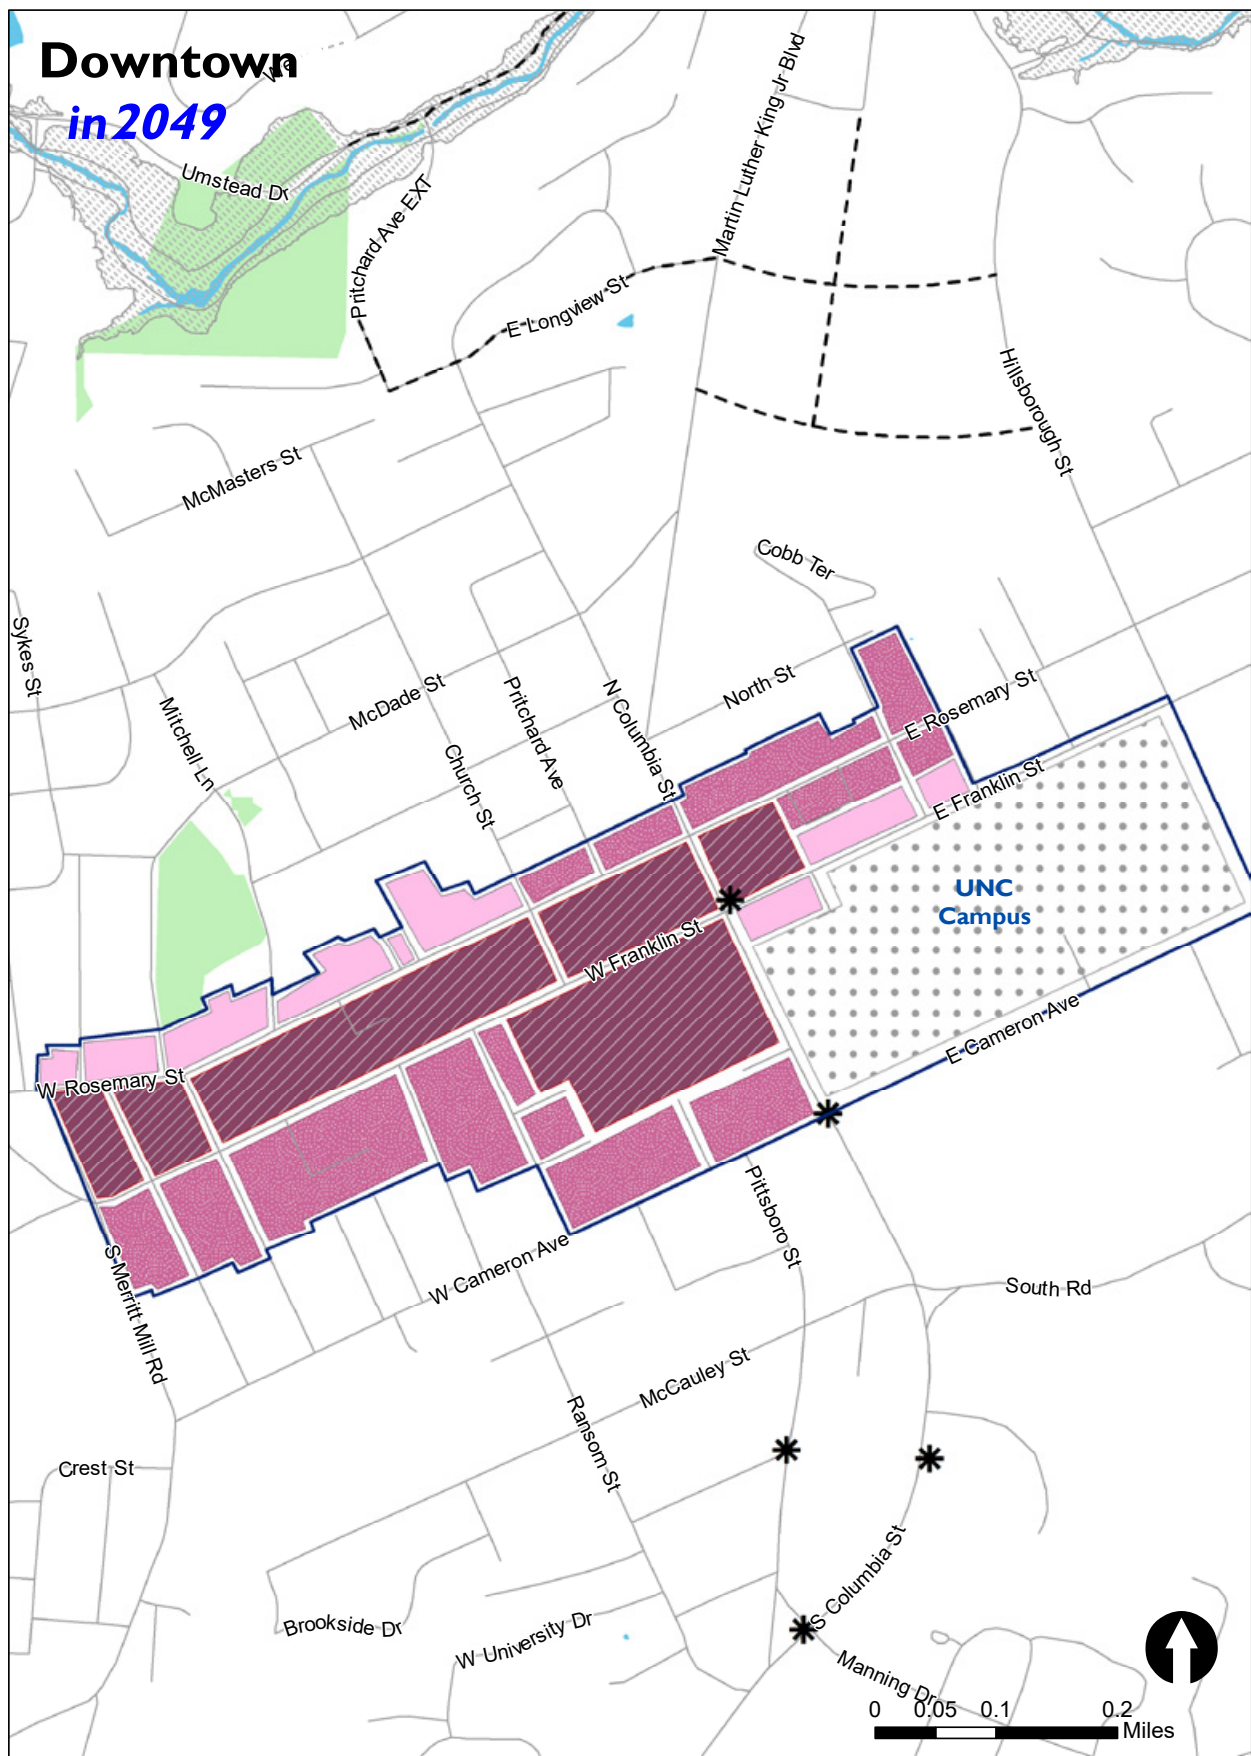 Downtown
in 2049
Umstead Dr
Pritchard Ave EXT
Martin Luther King Jr Blvd
E Longview St
Hillsborough St
McMasters St
Cobb Ter
Sykes St
Mitchell Ln
McDade St
Pritchard Ave
N Columbia St
North St
E Rosemary St
Church St
E Franklin St
UNC
Campus
W Franklin St
E Cameron Ave
W Rosemary St
Pittsboro St
S Merritt Mill Rd
W Cameron Ave
South Rd
McCauley St
Ransom St
Crest St
S Columbia St
Brookside Dr
W University Dr
Manning Dr
0 0.05 0.1 0.2
Miles